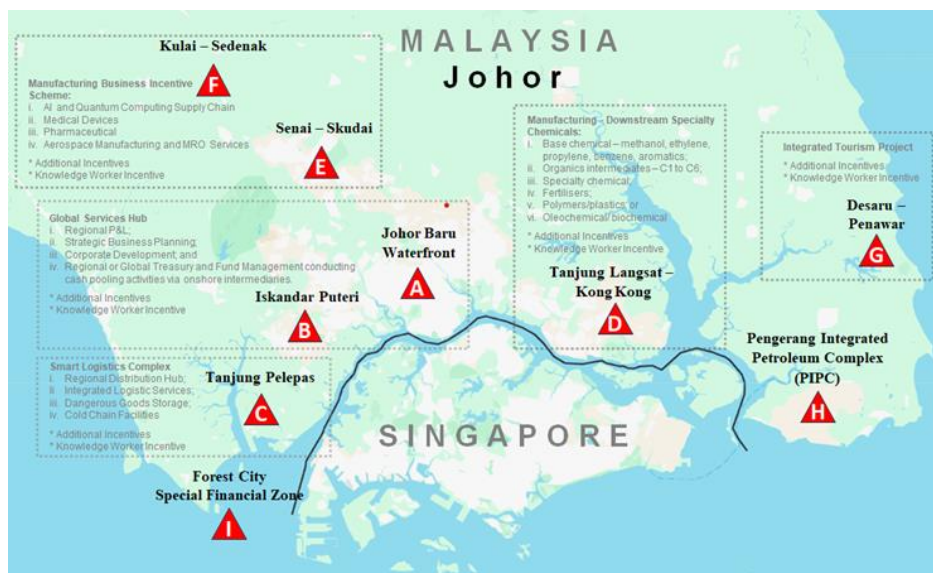 MALAYSIA
Johor
Kulai – Sedenak
F
Manufacturing Business Incentive
Scheme:
i. AI and Quantum Computing Supply Chain
ii. Medical Devices
iii. Pharmaceutical
iv. Aerospace Manufacturing and MRO Services
* Additional Incentives
* Knowledge Worker Incentive
Senai – Skudai
E
Global Services Hub
i. Regional P&L;
ii. Strategic Business Planning;
iii. Corporate Development; and
iv. Regional or Global Treasury and Fund Management conducting
cash pooling activities via onshore intermediaries.
* Additional Incentives
* Knowledge Worker Incentive
Johor Baru
Waterfront
A
Iskandar Puteri
B
Smart Logistics Complex
i. Regional Distribution Hub;
ii Integrated Logistic Services;
iii. Dangerous Goods Storage;
iv. Cold Chain Facilities
* Additional Incentives
* Knowledge Worker Incentive
Tanjung Pelepas
C
Forest City
Special Financial Zone
I
Manufacturing – Downstream Specialty
Chemicals:
i. Base chemical – methanol, ethylene,
propylene, benzene, aromatics;
ii. Organics intermediates – C1 to C6;
iii. Specialty chemical;
iv. Fertilisers;
v. Polymers/plastics; or
vi. Oleochemical/ biochemical
* Additional Incentives
* Knowledge Worker Incentive
Tanjung Langsat –
Kong Kong
D
Integrated Tourism Project
* Additional Incentives
* Knowledge Worker Incentive
Desaru –
Penawar
G
Pengerang Integrated
Petroleum Complex
(PIPC)
H
SINGAPORE